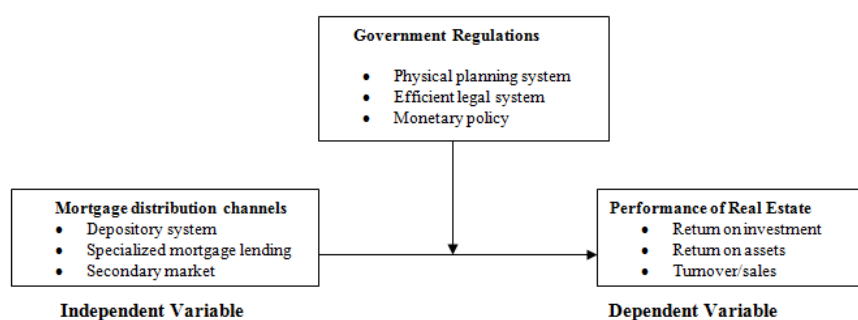 Government Regulations
• Physical planning system
• Efficient legal system
• Monetary policy
Mortgage distribution channels
• Depository system
• Specialized mortgage lending
• Secondary market
Performance of Real Estate
• Return on investment
• Return on assets
• Turnover/sales
Independent Variable
Dependent Variable